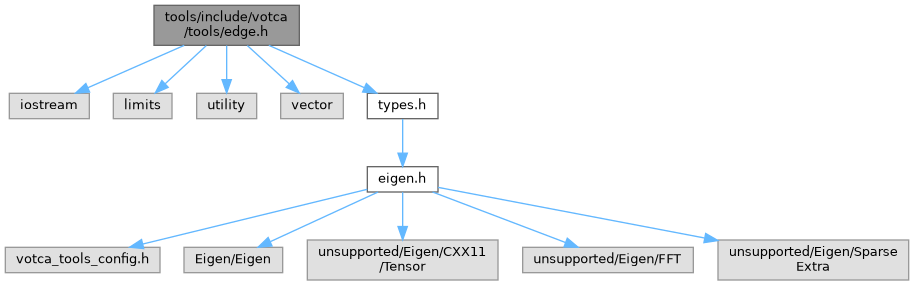 tools/include/votca
/tools/edge.h
iostream
limits
utility
vector
types.h
eigen.h
votca_tools_config.h
Eigen/Eigen
unsupported/Eigen/CXX11
/Tensor
unsupported/Eigen/FFT
unsupported/Eigen/Sparse
Extra